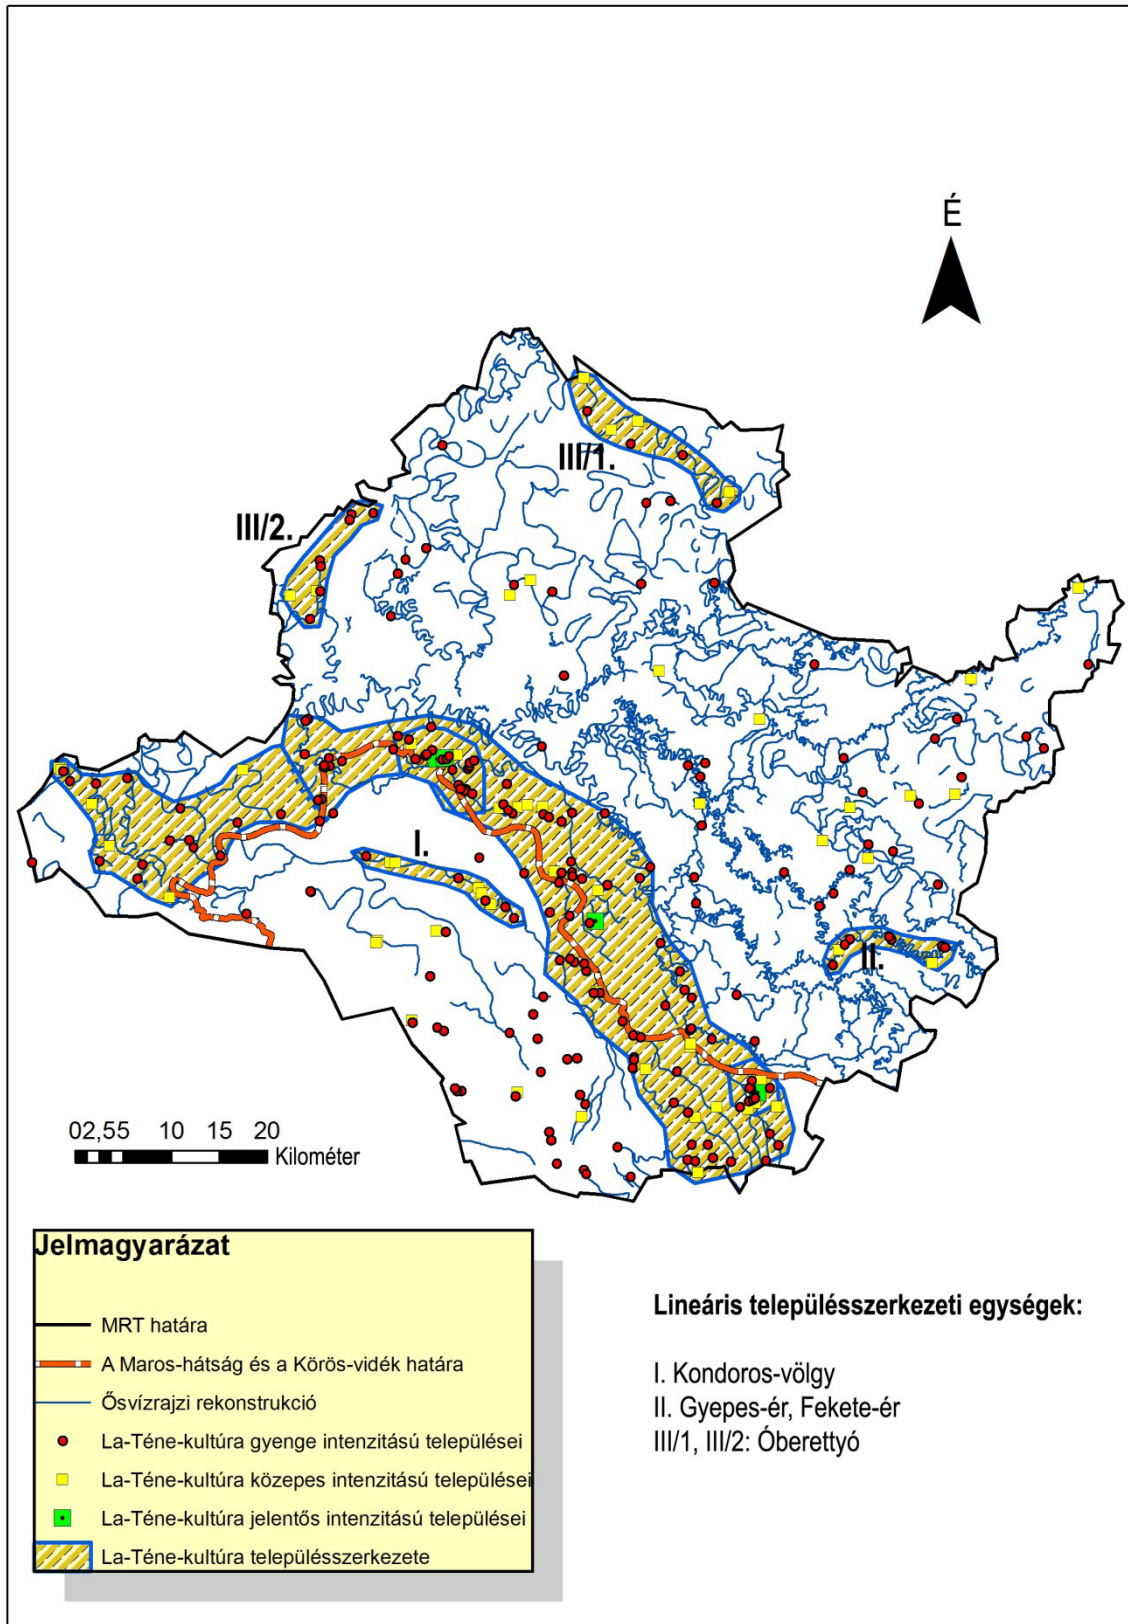 É
III/1.
III/2.
I.
II.
02,55 10 15 20
Kilométer
Jelmagyarázat
MRT határa
A Maros-hátság és a Körös-vidék határa
Ősvízrajzi rekonstrukció
La-Téne-kultúra gyenge intenzitású települései
La-Téne-kultúra közepes intenzitású települései
La-Téne-kultúra jelentős intenzitású települései
La-Téne-kultúra településszerkezete
Lineáris településszerkezeti egységek:
I. Kondoros-völgy
II. Gyepes-ér, Fekete-ér
III/1, III/2: Óberettyó